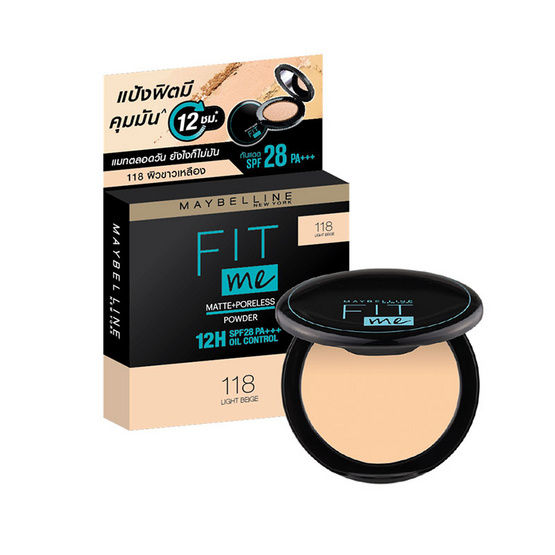 แป้งฟิตมี
คุมมัน^ 12 ชม.*
กันแดด
SPF 28 PA+++
แมทตลอดวัน ยังไงก็ไม่มัน
118 ผิวขาวเหลือง
MAYBELLINE
NEW YORK
FIT
me
MATTE+PORELESS
POWDER
12H SPF28 PA+++
OIL CONTROL
118
LIGHT BEIGE
118
LIGHT BEIGE
MAYBELLINE
NEW YORK
MAYBELLINE
FIT
me